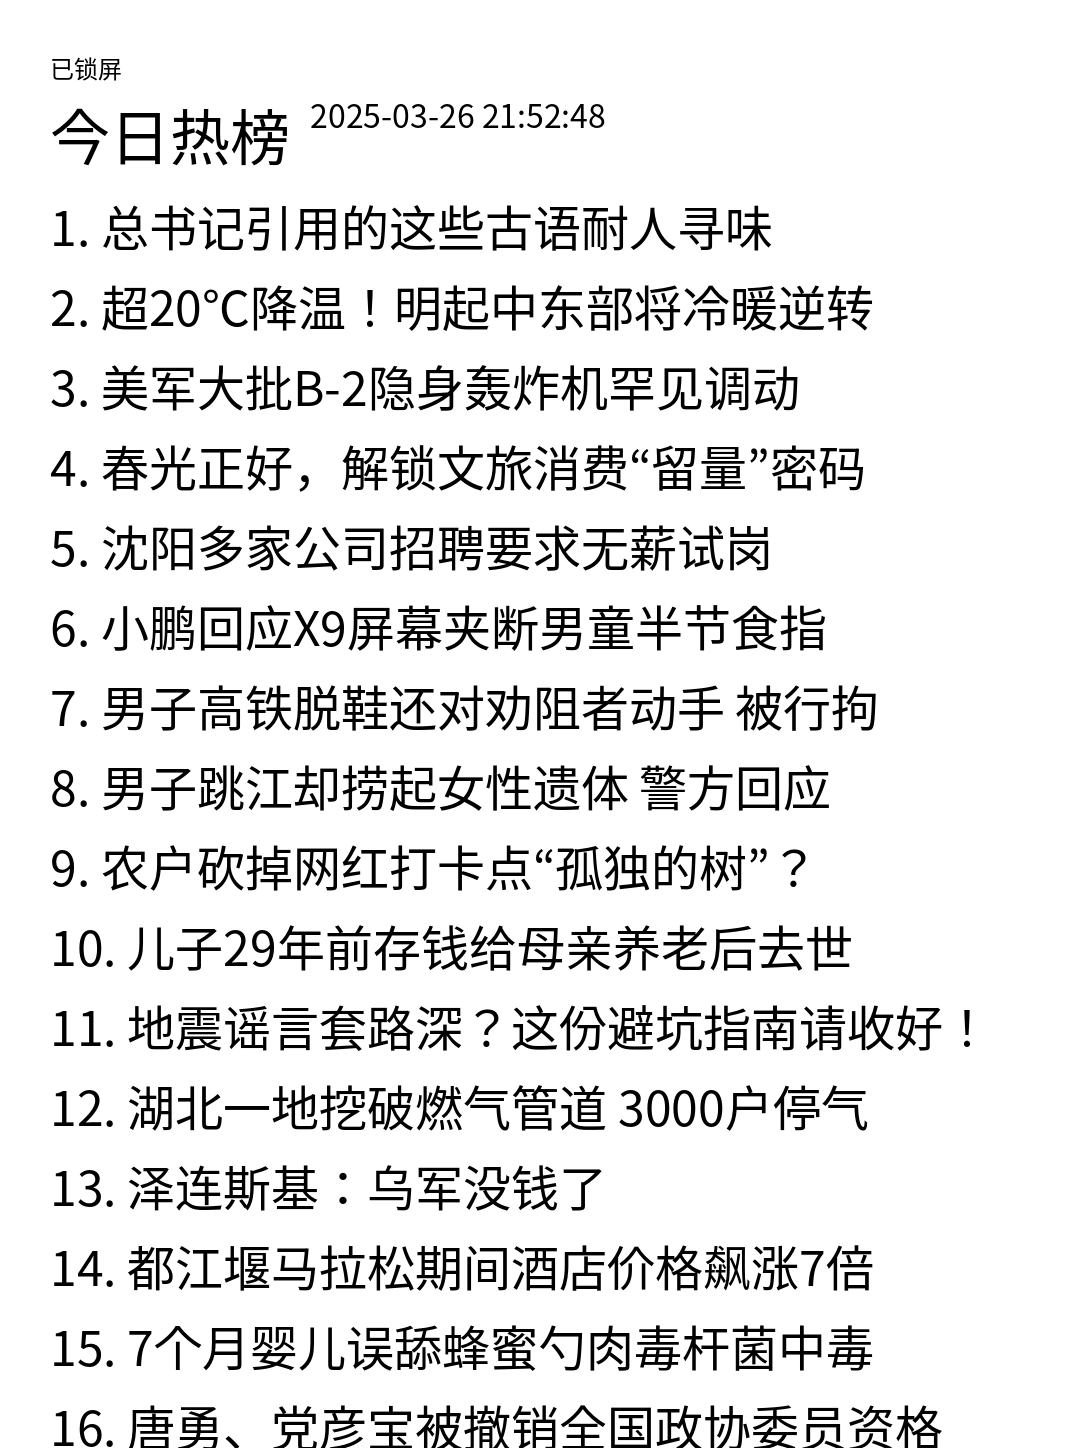 已锁屏
今日热榜 2025-03-26 21:52:48
1. 总书记引用的这些古语耐人寻味
2. 超20℃降温！明起中东部将冷暖逆转
3. 美军大批B-2隐身轰炸机罕见调动
4. 春光正好，解锁文旅消费“留量”密码
5. 沈阳多家公司招聘要求无薪试岗
6. 小鹏回应X9屏幕夹断男童半节食指
7. 男子高铁脱鞋还对劝阻者动手 被行拘
8. 男子跳江却捞起女性遗体 警方回应
9. 农户砍掉网红打卡点“孤独的树”？
10. 儿子29年前存钱给母亲养老后去世
11. 地震谣言套路深？这份避坑指南请收好！
12. 湖北一地挖破燃气管道 3000户停气
13. 泽连斯基：乌军没钱了
14. 都江堰马拉松期间酒店价格飙涨7倍
15. 7个月婴儿误舔蜂蜜勺肉毒杆菌中毒
16. 唐勇、党彦宝被撤销全国政协委员资格